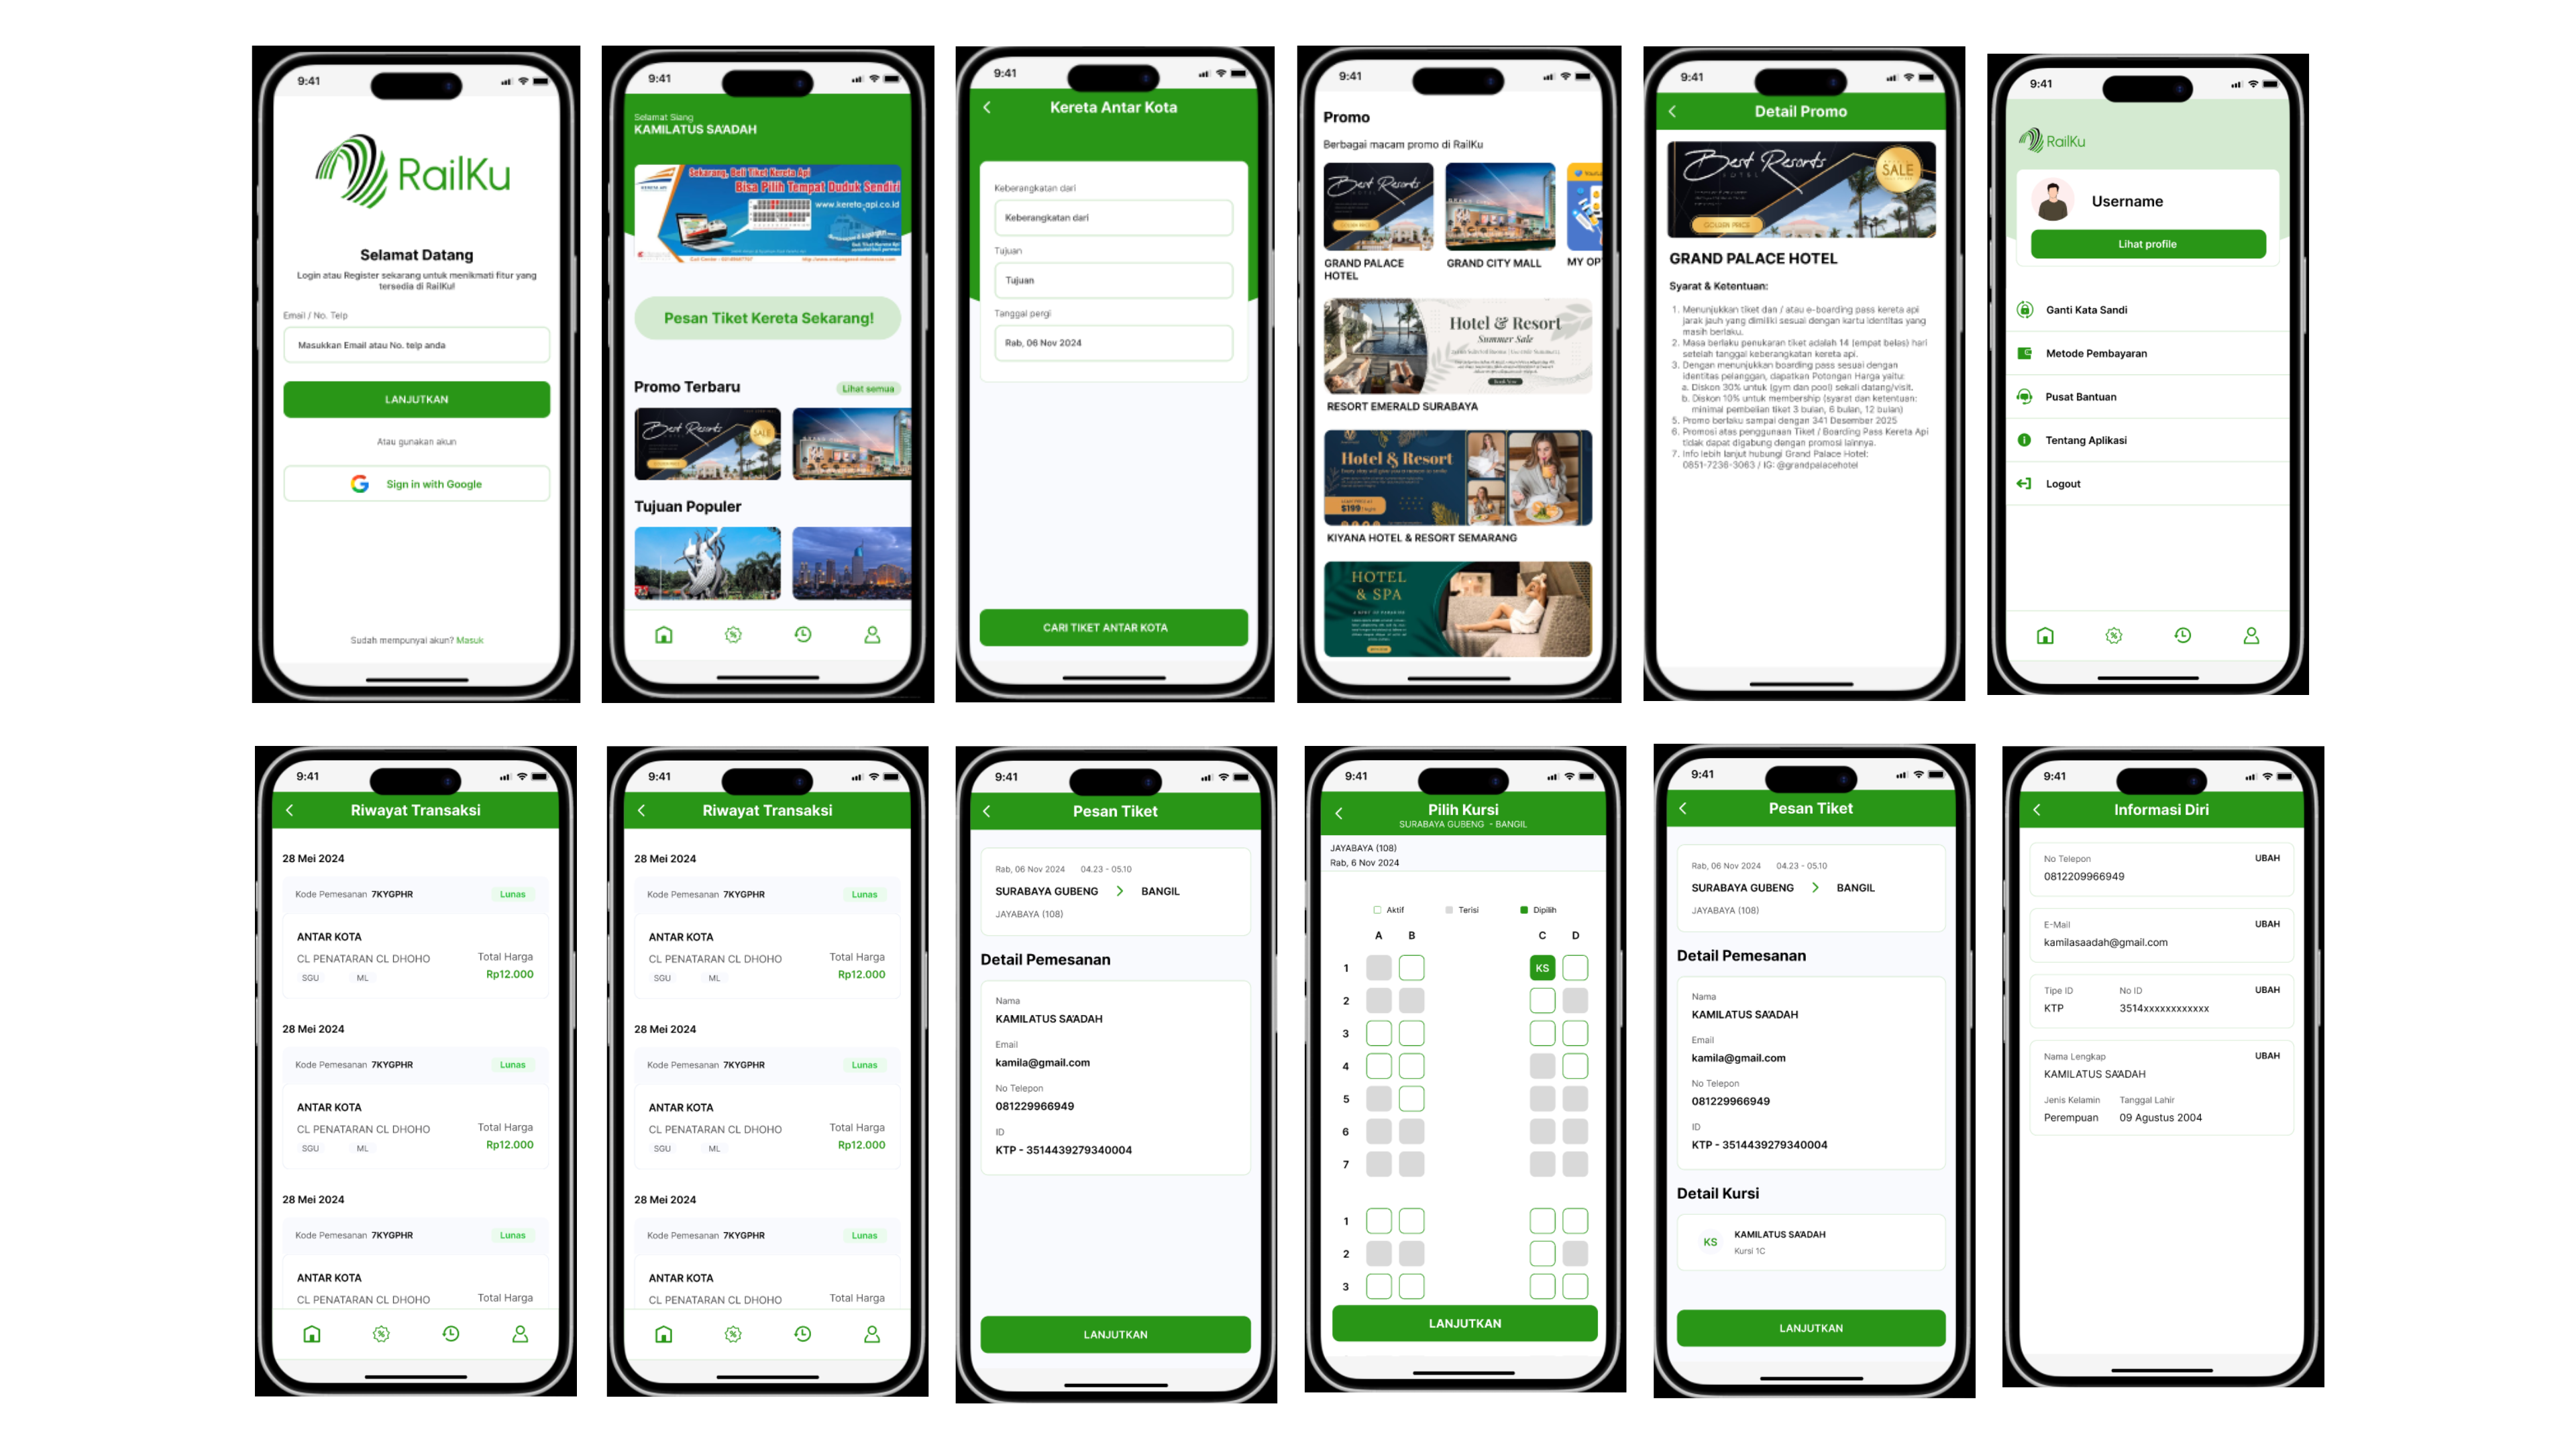 9:41
RailKu
Selamat Datang
Login atau Register sekarang untuk menikmati fitur yang
tersedia di RailKu!
Email / No. Telp
Masukkan Email atau No. telp anda
LANJUTKAN
Atau gunakan akun
Sign in with Google
Sudah mempunyai akun? Masuk
9:41
Selamat Siang
KAMILATUS SA'ADAH
Sekarang, Beli Tiket Kereta Api
Bisa Pilih Tempat Duduk Sendiri
www.kereta-api.co.id
Pesan Tiket Kereta Sekarang!
Promo Terbaru
Lihat semua
Best Resorts
SALE
Tujuan Populer
9:41
Kereta Antar Kota
Keberangkatan dari
Keberangkatan dari
Tujuan
Tujuan
Tanggal pergi
Rab, 06 Nov 2024
CARI TIKET ANTAR KOTA
9:41
Promo
Berbagai macam promo di RailKu
Best Resorts
GRAND PALACE
HOTEL
GRAND CITY MALL
MY OP
Hotel & Resort
Summer Sale
RESORT EMERALD SURABAYA
Hotel & Resort
$199
KIYANA HOTEL & RESORT SEMARANG
HOTEL
& SPA
9:41
Detail Promo
Best Resorts
HOTEL
SALE
GOLDEN PLACE
GRAND PALACE HOTEL
Syarat & Ketentuan:
1. Menunjukkan tiket dan / atau e-boarding pass kereta api
jarak jauh yang dimiliki sesuai dengan kartu identitas yang
masih berlaku.
2. Masa berlaku penukaran tiket adalah 14 (empat belas) hari
setelah tanggal keberangkatan kereta api.
3. Dengan menunjukkan boarding pass sesuai dengan
identitas pelanggan, dapatkan Potongan Harga yaitu:
a. Diskon 30% untuk (gym dan pool) sekali datang/visit.
b. Diskon 10% untuk membership (syarat dan ketentuan:
minimal pembelian tiket 3 bulan, 6 bulan, 12 bulan)
5. Promo berlaku sampai dengan 341 Desember 2025
6. Promosi atas penggunaan Tiket / Boarding Pass Kereta Api
tidak dapat digabung dengan promosi lainnya.
7. Info lebih lanjut hubungi Grand Palace Hotel:
0851-7236-3063 / IG: @grandpalacehotel
9:41
RailKu
Username
Lihat profile
Ganti Kata Sandi
Metode Pembayaran
Pusat Bantuan
Tentang Aplikasi
Logout
9:41
Riwayat Transaksi
28 Mei 2024
Kode Pemesanan 7KYGPHR
Lunas
ANTAR KOTA
CL PENATARAN CL DHOHO
Total Harga
SGU ML
Rp12.000
28 Mei 2024
Kode Pemesanan 7KYGPHR
Lunas
ANTAR KOTA
CL PENATARAN CL DHOHO
Total Harga
SGU ML
Rp12.000
28 Mei 2024
Kode Pemesanan 7KYGPHR
Lunas
ANTAR KOTA
CL PENATARAN CL DHOHO
Total Harga
9:41
Riwayat Transaksi
28 Mei 2024
Kode Pemesanan 7KYGPHR
Lunas
ANTAR KOTA
CL PENATARAN CL DHOHO
Total Harga
SGU ML
Rp12.000
28 Mei 2024
Kode Pemesanan 7KYGPHR
Lunas
ANTAR KOTA
CL PENATARAN CL DHOHO
Total Harga
SGU ML
Rp12.000
28 Mei 2024
Kode Pemesanan 7KYGPHR
Lunas
ANTAR KOTA
CL PENATARAN CL DHOHO
Total Harga
9:41
Pesan Tiket
Rab, 06 Nov 2024 04.23 - 05.10
SURABAYA GUBENG > BANGIL
JAYABAYA (108)
Detail Pemesanan
Nama
KAMILATUS SA'ADAH
Email
kamila@gmail.com
No Telepon
081229966949
ID
KTP - 3514439279340004
LANJUTKAN
9:41
Pilih Kursi
SURABAYA GUBENG - BANGIL
JAYABAYA (108)
Rab, 6 Nov 2024
Aktif Terisi Dipilih
A B C D
1 KS
2
3
4
5
6
7
1
2
3
LANJUTKAN
9:41
Pesan Tiket
Rab, 06 Nov 2024 04.23 - 05.10
SURABAYA GUBENG > BANGIL
JAYABAYA (108)
Detail Pemesanan
Nama
KAMILATUS SA'ADAH
Email
kamila@gmail.com
No Telepon
081229966949
ID
KTP - 3514439279340004
Detail Kursi
KS
KAMILATUS SA'ADAH
Kursi 1C
LANJUTKAN
9:41
Informasi Diri
No Telepon
UBAH
0812209966949
E-Mail
UBAH
kamilasaadah@gmail.com
Tipe ID No ID
UBAH
KTP 3514xxxxxxxxxxxx
Nama Lengkap
UBAH
KAMILATUS SA'ADAH
Jenis Kelamin Tanggal Lahir
Perempuan 09 Agustus 2004